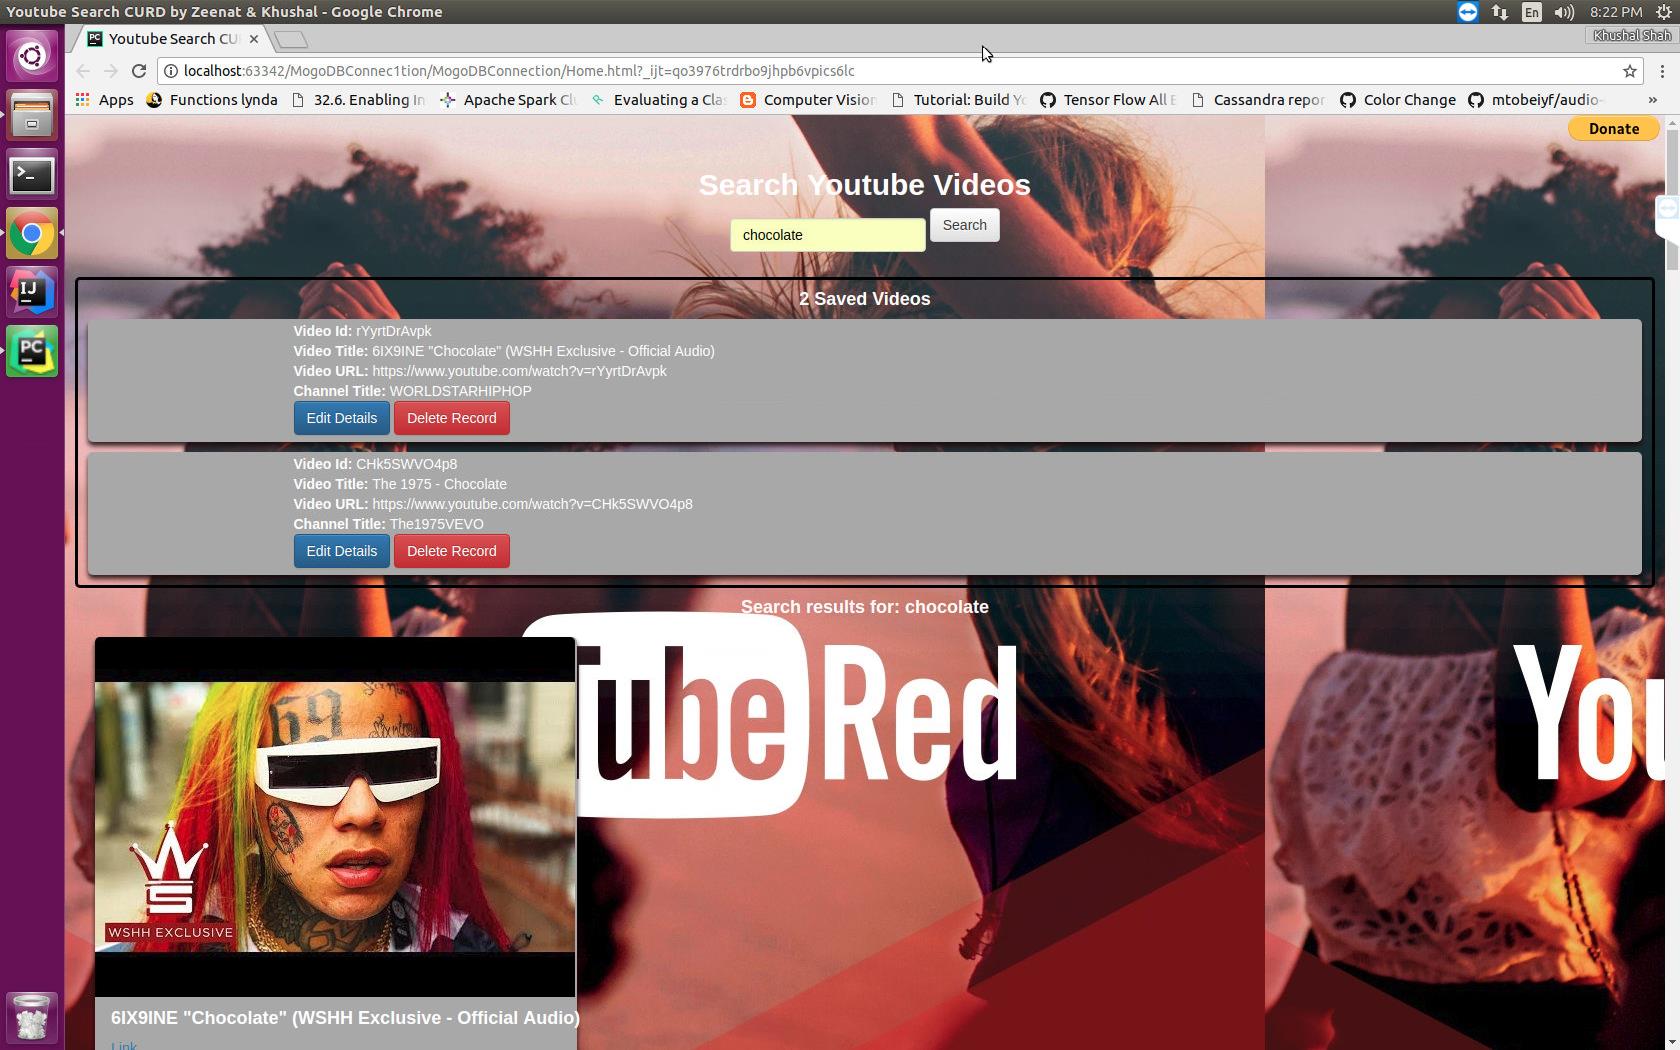 Youtube Search CURD by Zeenat & Khushal - Google Chrome
En
8:22 PM
Youtube Search CU
Khushal Shah
localhost:63342/MogoDBConnec1tion/MogoDBConnection/Home.html?_ijt=qo3976trdrbo9jhpb6vpics6lc
Apps
Functions lynda
32.6. Enabling In
Apache Spark Clu
Evaluating a Clas
Computer Vision
Tutorial: Build Yo
Tensor Flow All E
Cassandra repor
Color Change
mtobeiyf/audio-
»
Donate
Search Youtube Videos
chocolate
Search
2 Saved Videos
Video Id: rYyrtDrAvpk
Video Title: 6IX9INE "Chocolate" (WSHH Exclusive - Official Audio)
Video URL: https://www.youtube.com/watch?v=rYyrtDrAvpk
Channel Title: WORLDSTARHIPHOP
Edit Details
Delete Record
Video Id: CHk5SWVO4p8
Video Title: The 1975 - Chocolate
Video URL: https://www.youtube.com/watch?v=CHk5SWVO4p8
Channel Title: The1975VEVO
Edit Details
Delete Record
Search results for: chocolate
Tube Red
You
69
WSHH EXCLUSIVE
6IX9INE "Chocolate" (WSHH Exclusive - Official Audio)
Link
IJ
PC